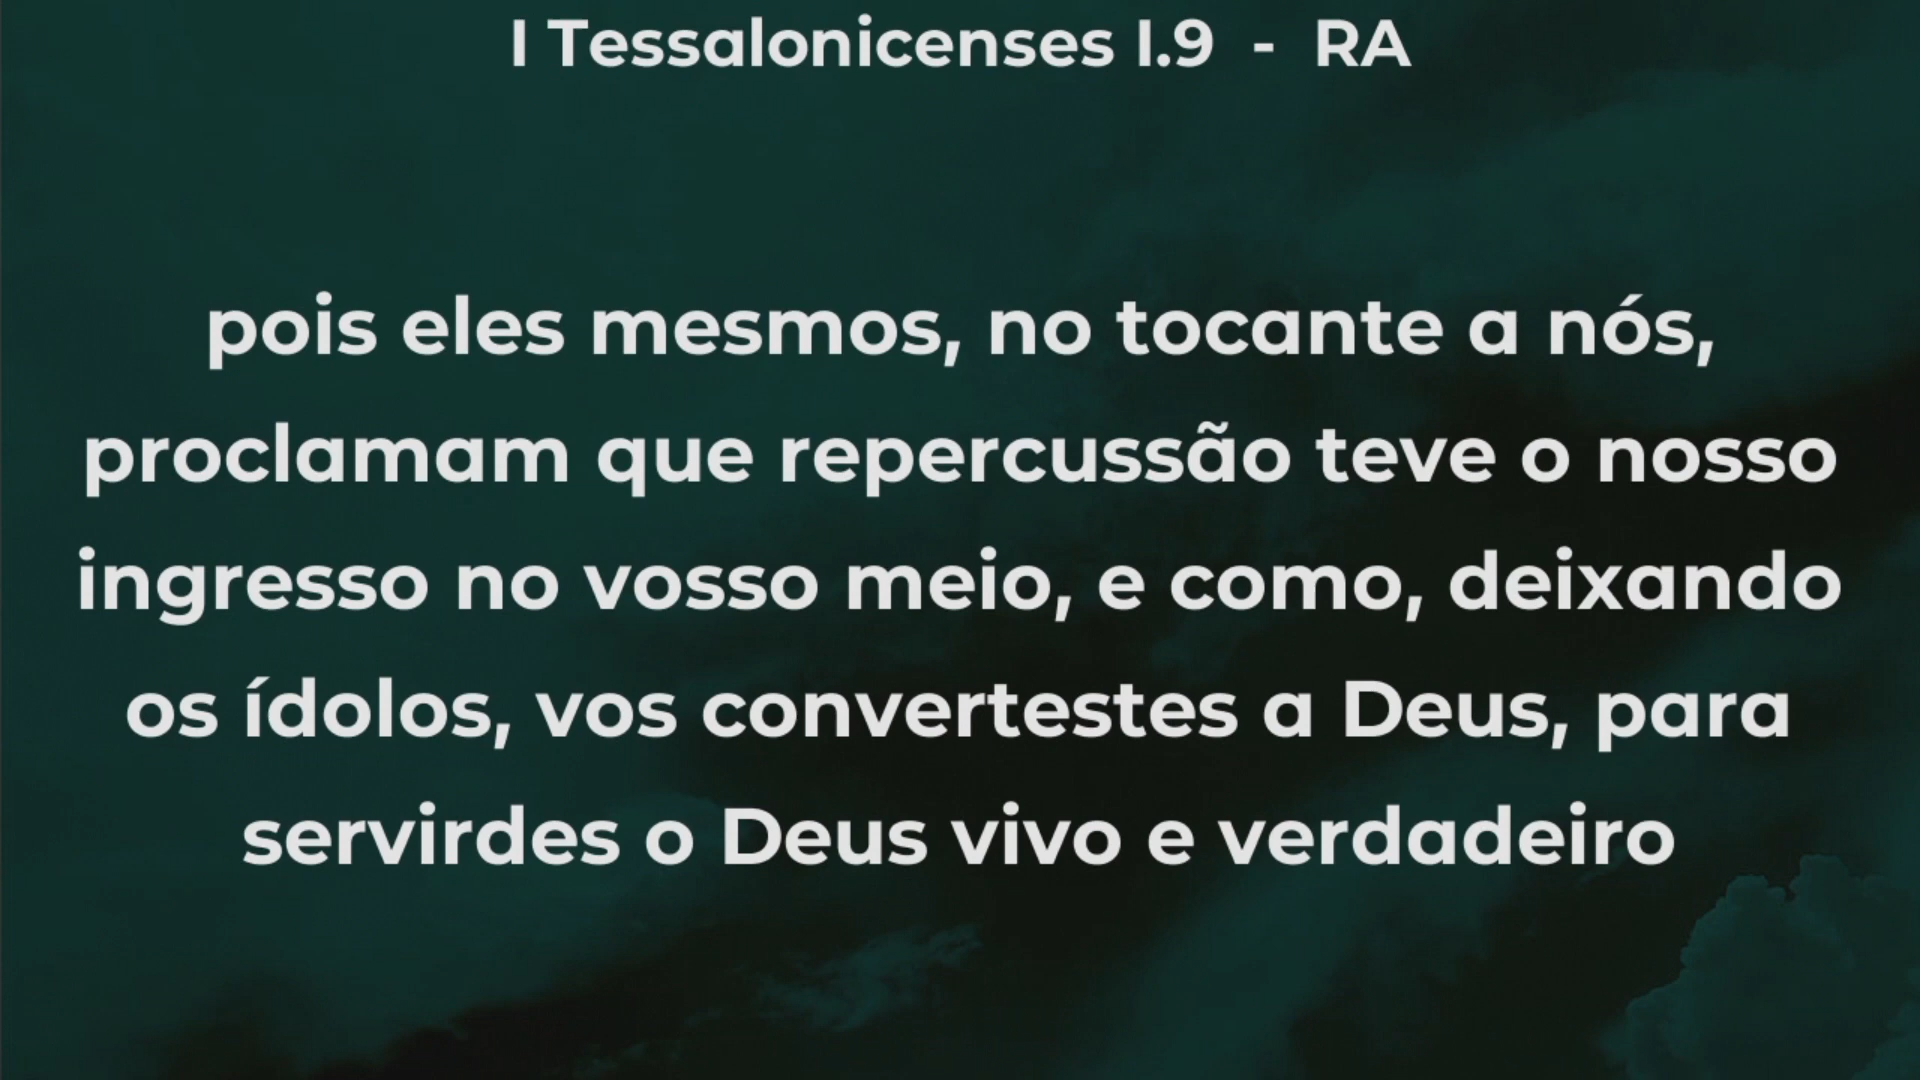 I Tessalonicenses I.9 - RA
pois eles mesmos, no tocante a nós,
proclamam que repercussão teve o nosso
ingresso no vosso meio, e como, deixando
os ídolos, vos convertestes a Deus, para
servirdes o Deus vivo e verdadeiro